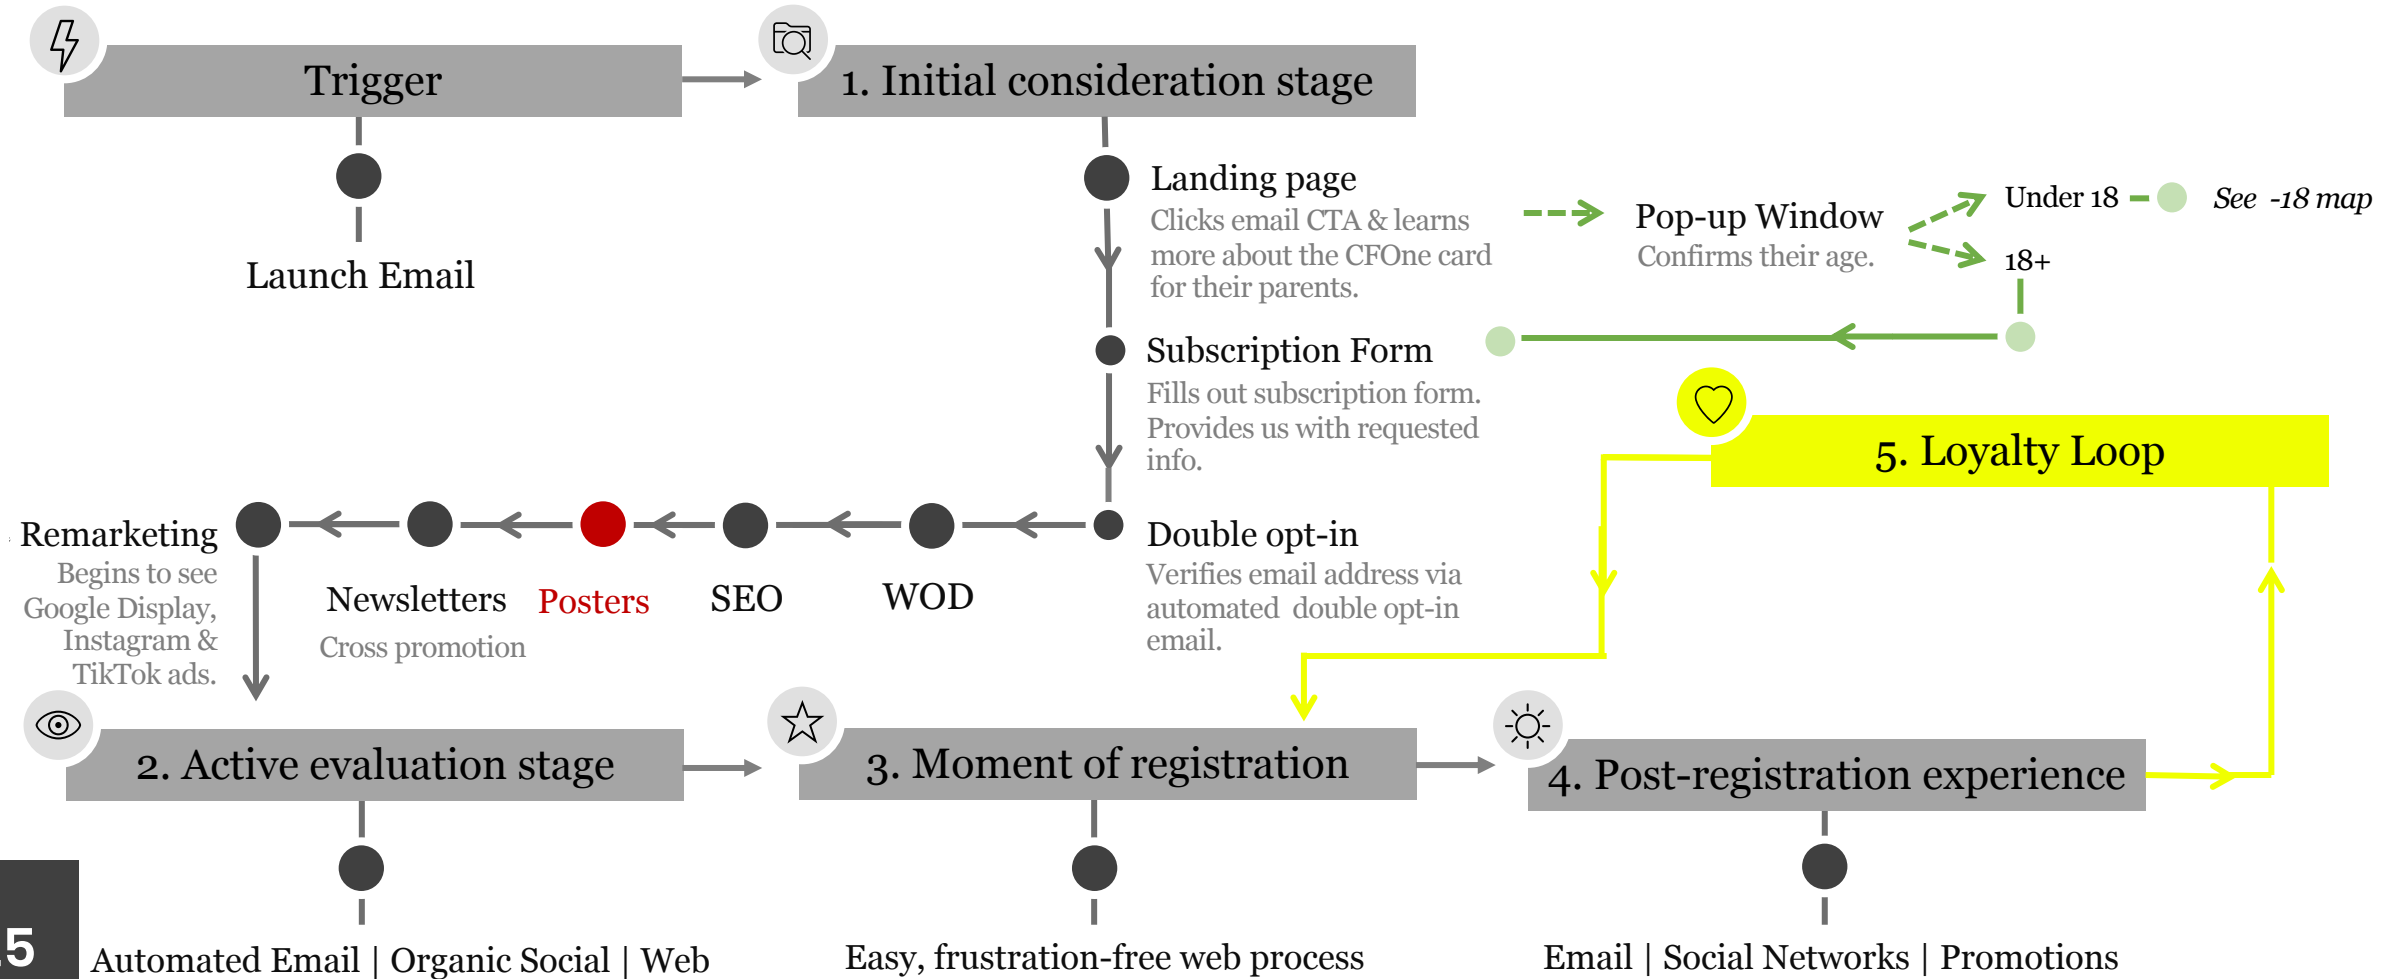 Trigger
1. Initial consideration stage
Launch Email
Landing page
Clicks email CTA & learns
more about the CFOne card
for their parents.
Pop-up Window
Confirms their age.
Under 18
See -18 map
18+
Subscription Form
Fills out subscription form.
Provides us with requested
info.
5. Loyalty Loop
Double opt-in
Verifies email address via
automated double opt-in
email.
WOD
SEO
Posters
Newsletters
Cross promotion
Remarketing
Begins to see
Google Display,
Instagram &
TikTok ads.
2. Active evaluation stage
3. Moment of registration
4. Post-registration experience
Automated Email | Organic Social | Web
Easy, frustration-free web process
Email | Social Networks | Promotions